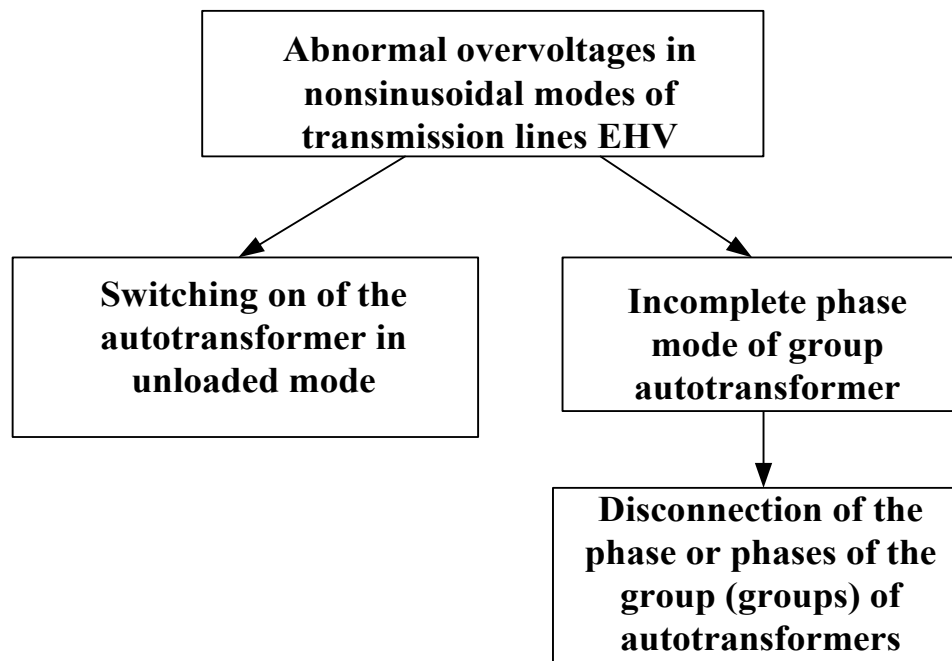 Abnormal overvoltages in
nonsinusoidal modes of
transmission lines EHV
Switching on of the
autotransformer in
unloaded mode
Incomplete phase
mode of group
autotransformer
Disconnection of the
phase or phases of the
group (groups) of
autotransformers